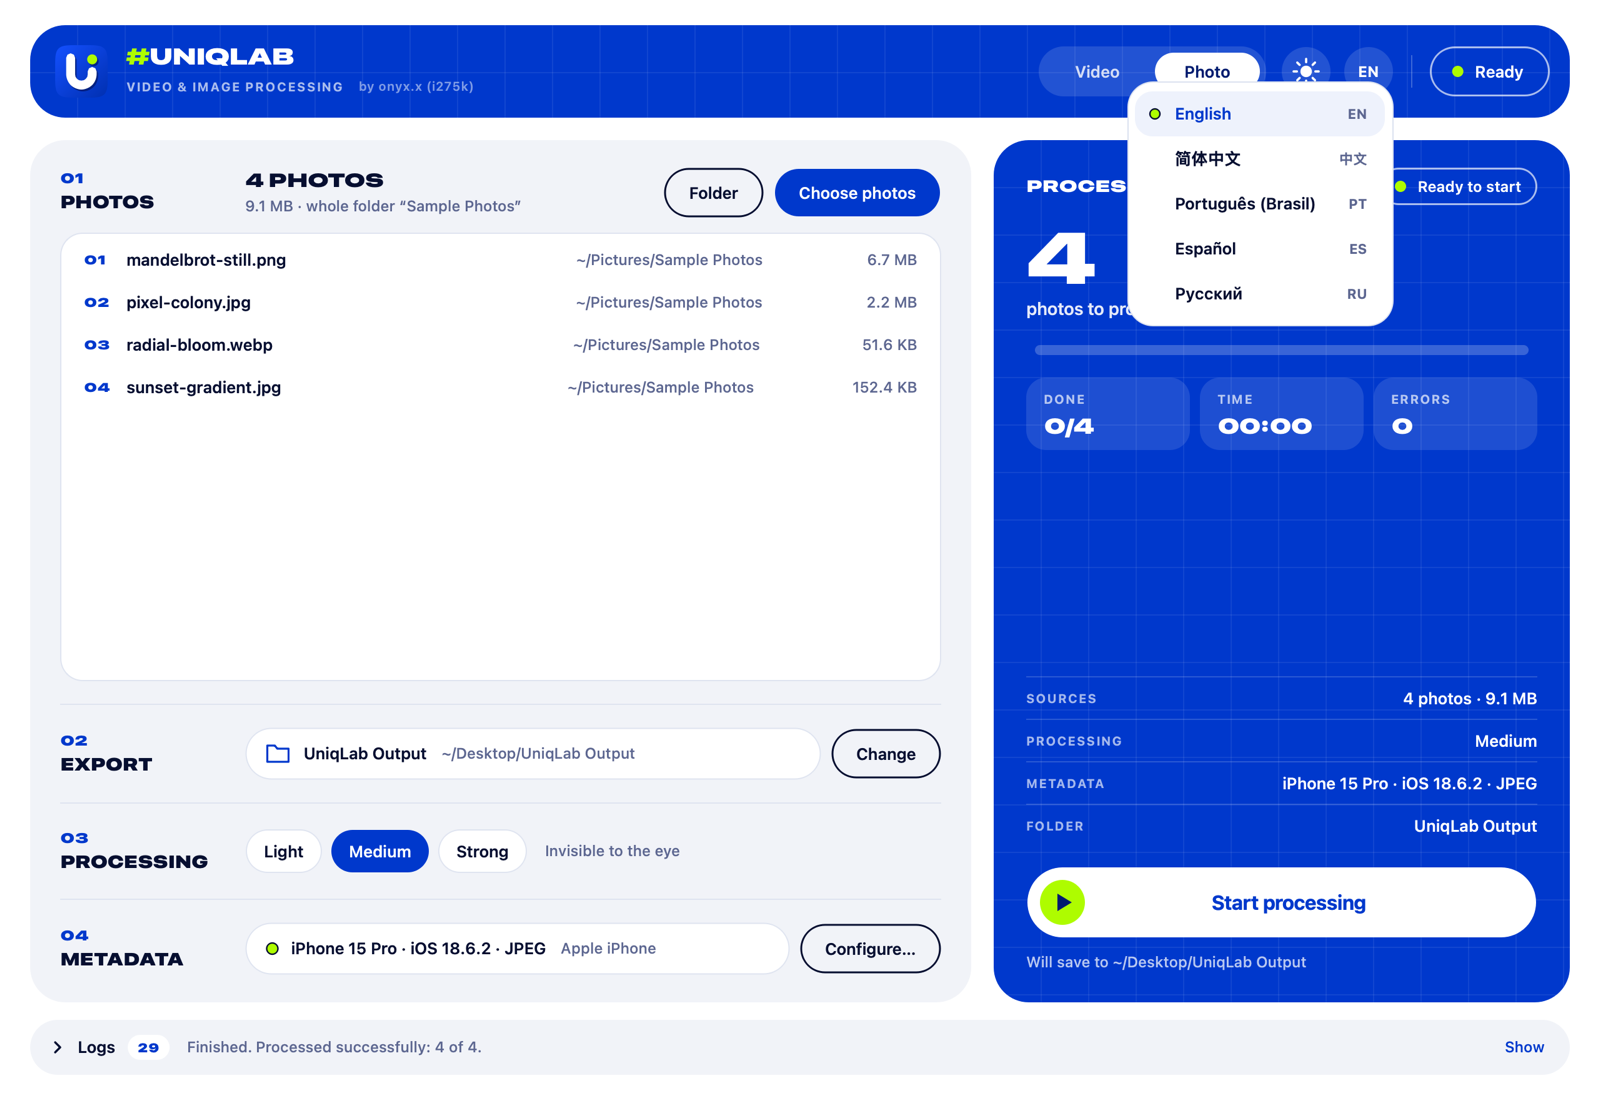 #UNIQLAB
VIDEO & IMAGE PROCESSING by onyx.x (i275k)
Video
Photo
EN
Ready
English EN
简体中文 中文
Português (Brasil) PT
Español ES
Русский RU
01
PHOTOS
4 PHOTOS
9.1 MB · whole folder “Sample Photos”
Folder
Choose photos
01 mandelbrot-still.png ~/Pictures/Sample Photos 6.7 MB
02 pixel-colony.jpg ~/Pictures/Sample Photos 2.2 MB
03 radial-bloom.webp ~/Pictures/Sample Photos 51.6 KB
04 sunset-gradient.jpg ~/Pictures/Sample Photos 152.4 KB
02
EXPORT
UniqLab Output ~/Desktop/UniqLab Output
Change
03
PROCESSING
Light
Medium
Strong
Invisible to the eye
04
METADATA
iPhone 15 Pro · iOS 18.6.2 · JPEG Apple iPhone
Configure...
PROCES
Ready to start
4
photos to pro
DONE
0/4
TIME
00:00
ERRORS
0
SOURCES 4 photos · 9.1 MB
PROCESSING Medium
METADATA iPhone 15 Pro · iOS 18.6.2 · JPEG
FOLDER UniqLab Output
Start processing
Will save to ~/Desktop/UniqLab Output
Logs 29 Finished. Processed successfully: 4 of 4.
Show